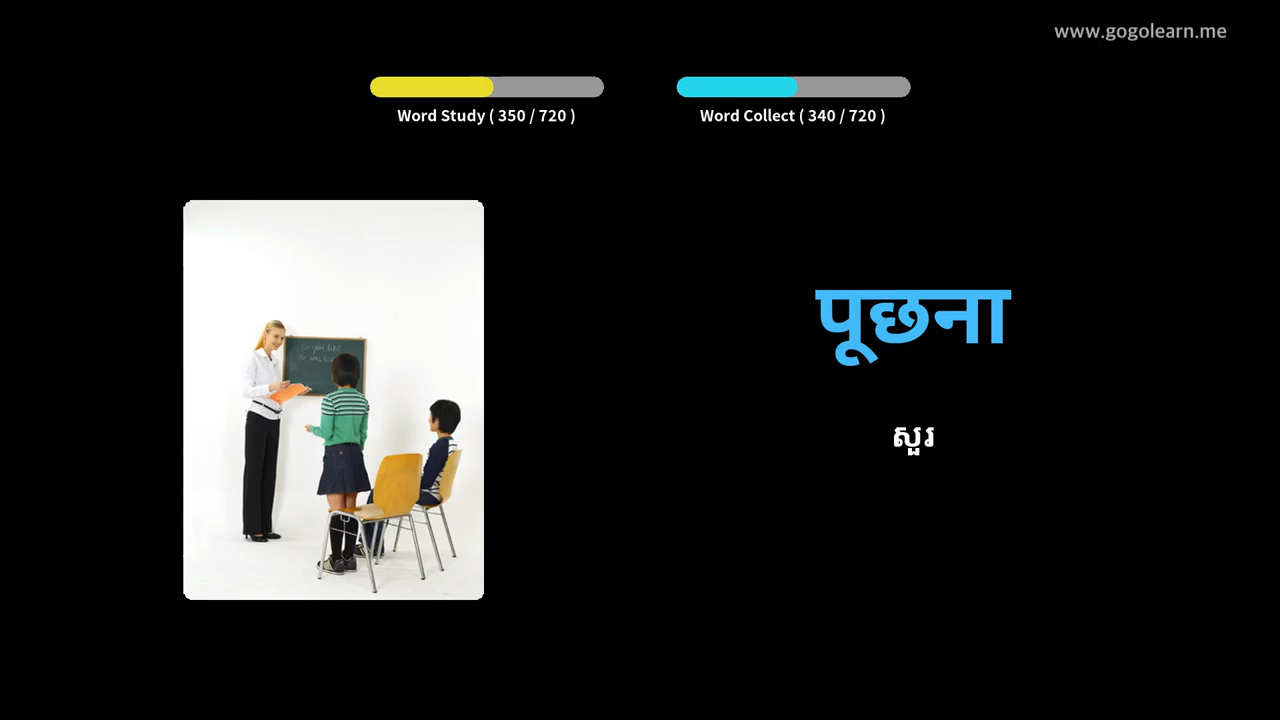 www.gogolearn.me
Word Study ( 350 / 720 )
Word Collect ( 340 / 720 )
पूछना
សួរ